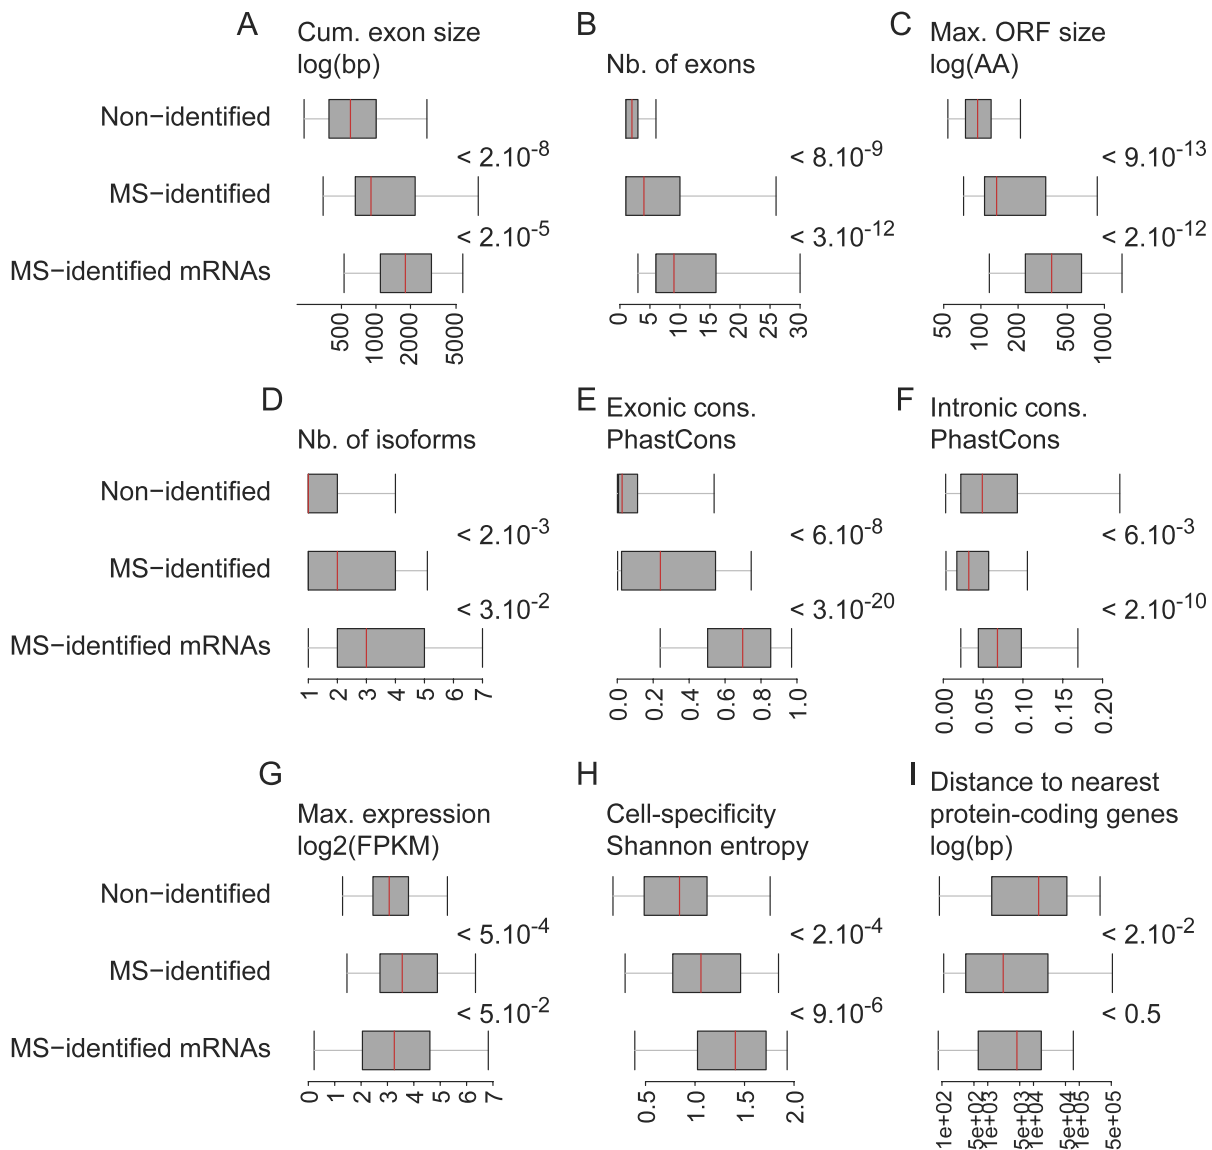 A
Cum. exon size
log(bp)
B
Nb. of exons
C
Max. ORF size
log(AA)
Non−identified
< 2.10-8
< 8.10-9
< 9.10-13
MS−identified
< 2.10-5
< 3.10-12
< 2.10-12
MS−identified mRNAs
500 1000 2000 5000
0 5 10 15 20 25 30
50 100 200 500 1000
D
Nb. of isoforms
E
Exonic cons.
PhastCons
F
Intronic cons.
PhastCons
Non−identified
< 2.10-3
< 6.10-8
< 6.10-3
MS−identified
< 3.10-2
< 3.10-20
< 2.10-10
MS−identified mRNAs
1 2 3 4 5 6 7
0.0 0.2 0.4 0.6 0.8 1.0
0.00 0.05 0.10 0.20
G
Max. expression
log2(FPKM)
H
Cell-specificity
Shannon entropy
I
Distance to nearest
protein-coding genes
log(bp)
Non−identified
< 5.10-4
< 2.10-4
< 2.10-2
MS−identified
< 5.10-2
< 9.10-6
< 0.5
MS−identified mRNAs
0 1 2 3 4 5 6 7
0.5 1.0 1.5 2.0
1e+02 5e+02 1e+03 5e+03 1e+04 5e+04 1e+05 5e+05